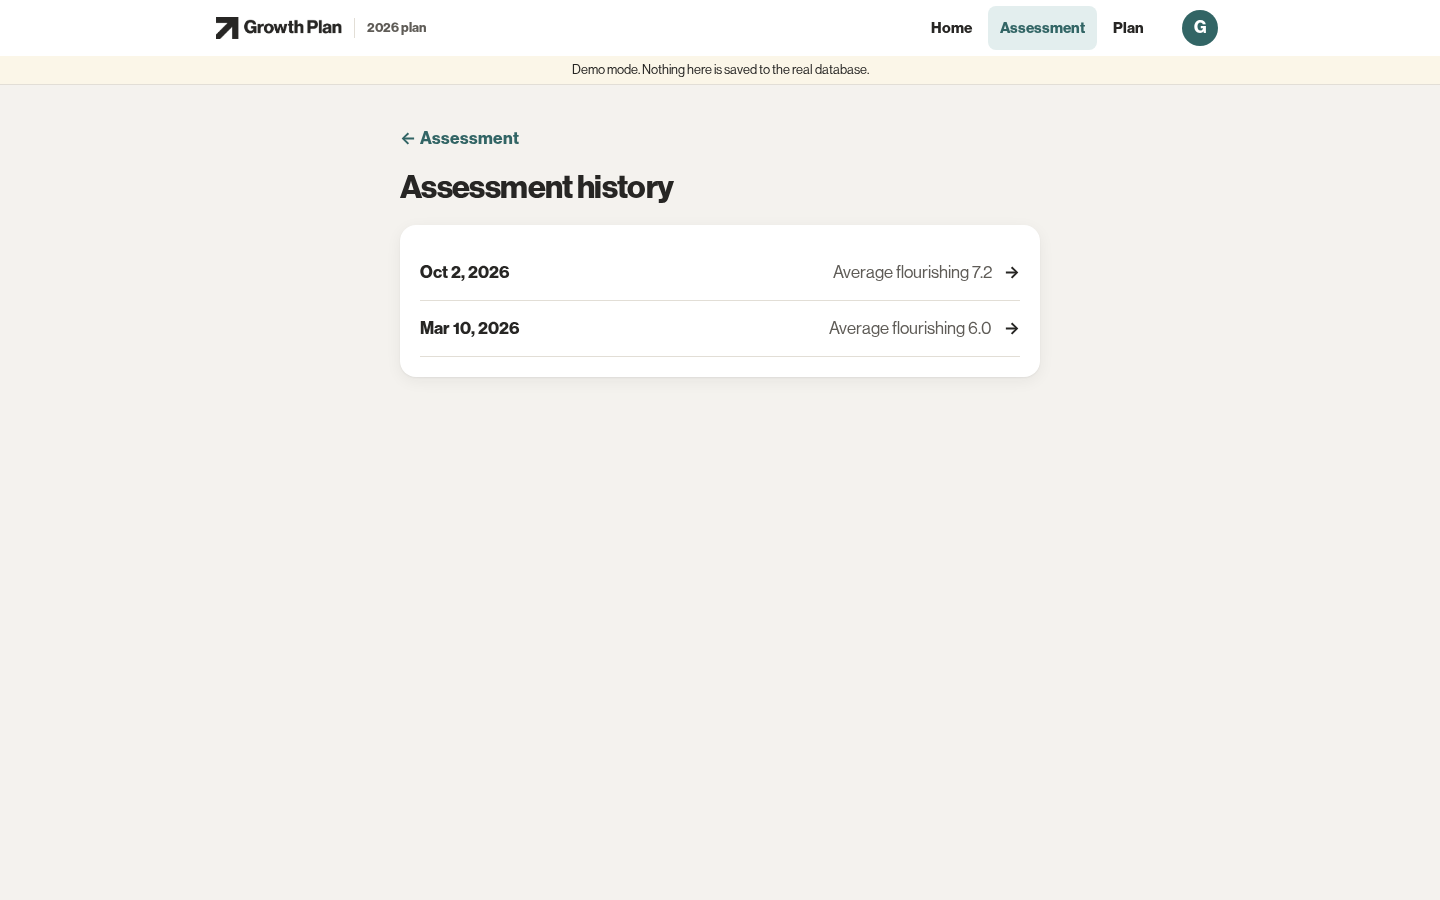 Growth Plan
2026 plan
Home
Assessment
Plan
G
Demo mode. Nothing here is saved to the real database.
← Assessment
Assessment history
Oct 2, 2026 Average flourishing 7.2 →
Mar 10, 2026 Average flourishing 6.0 →